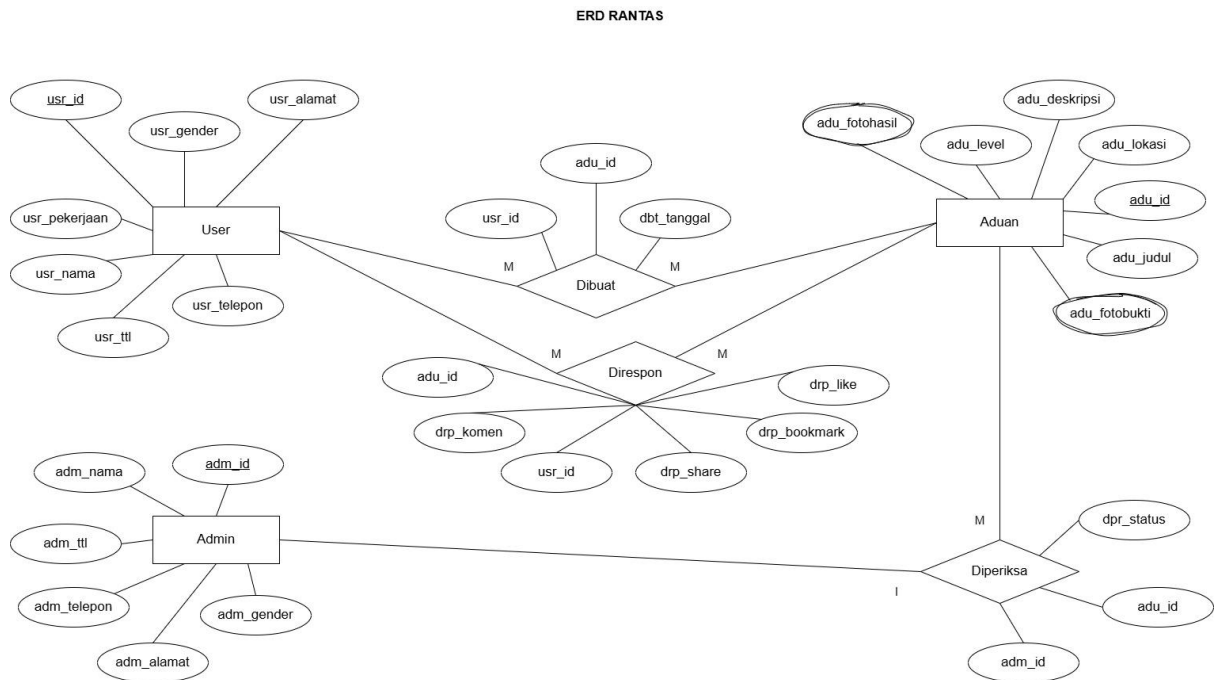 ERD RANTAS
usr_id
usr_alamat
usr_gender
usr_pekerjaan
User
usr_nama
usr_telepon
usr_ttl
adu_id
usr_id
dbt_tanggal
M
Dibuat
M
adu_fotohasil
adu_deskripsi
adu_level
adu_lokasi
adu_id
Aduan
adu_judul
adu_fotobukti
M
Direspon
M
adu_id
drp_like
drp_komen
drp_bookmark
usr_id
drp_share
adm_nama
adm_id
Admin
adm_ttl
adm_telepon
adm_gender
adm_alamat
M
dpr_status
Diperiksa
I
adu_id
adm_id